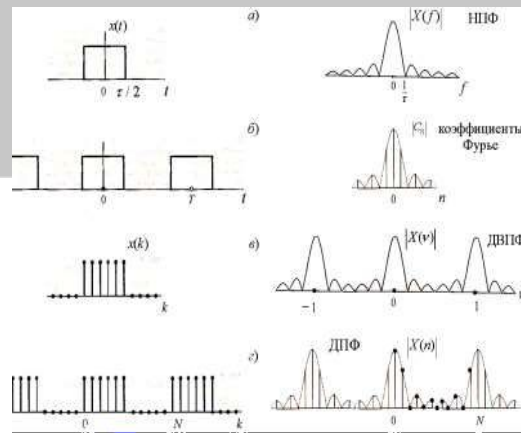 x(t)
а)
|X(f)| НПФ
0 τ/2 t
0 1/τ f
б)
|Cn| коэффициенты
Фурье
0 T t
0 n
x(k)
в)
|X(ν)| ДВПФ
k
−1 0 1
ДПФ
г)
|X(n)|
0 N k
0 N